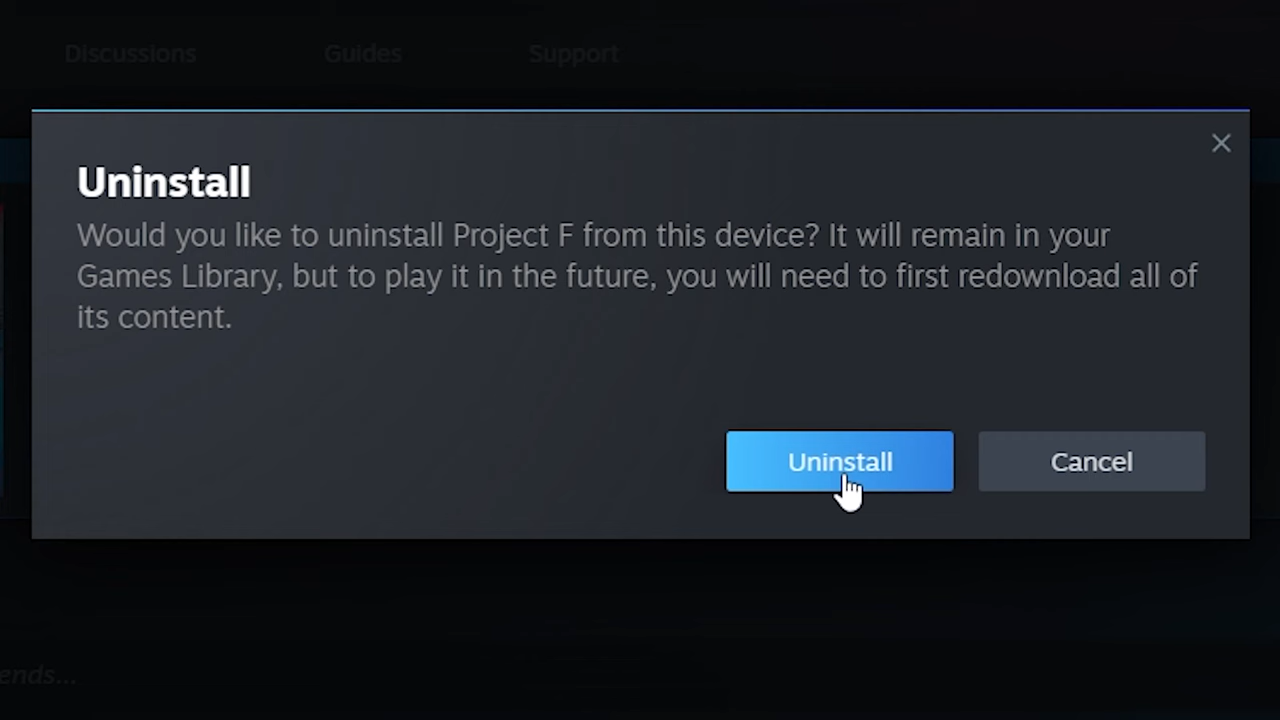 Discussions Guides Support
Uninstall
Would you like to uninstall Project F from this device? It will remain in your
Games Library, but to play it in the future, you will need to first redownload all of
its content.
Uninstall Cancel
ends...